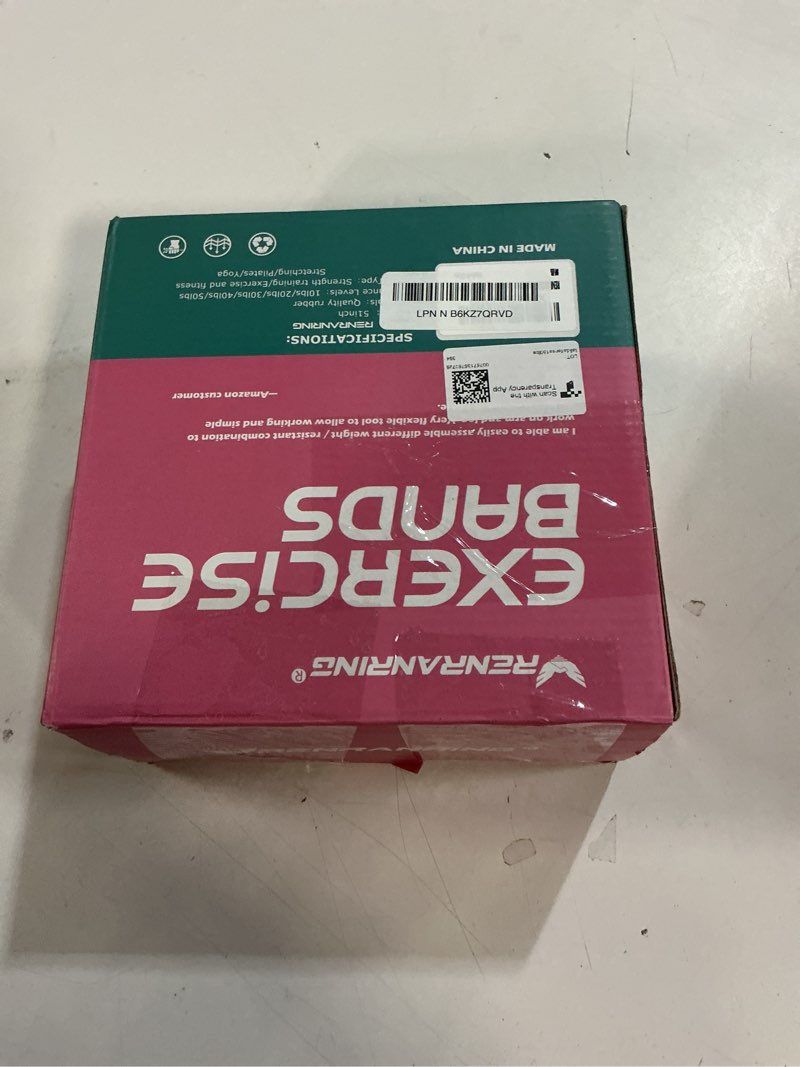 RENRANRING®
EXERCISE
BANDS
I am able to easily assemble different weight / resistant combination to
work on arm and Very flexible tool to allow working and simple
—Amazon customer
Scan with the
Transparency App
LOT:
LPN N B6KZ7QRVD
SPECIFICATIONS:
RENRANRING
51inch
Quality rubber
Levels: 10lbs/20lbs/30lbs/40lbs/50lbs
Type: Strength training/Exercise and fitness
Stretching/Pilates/Yoga
MADE IN CHINA